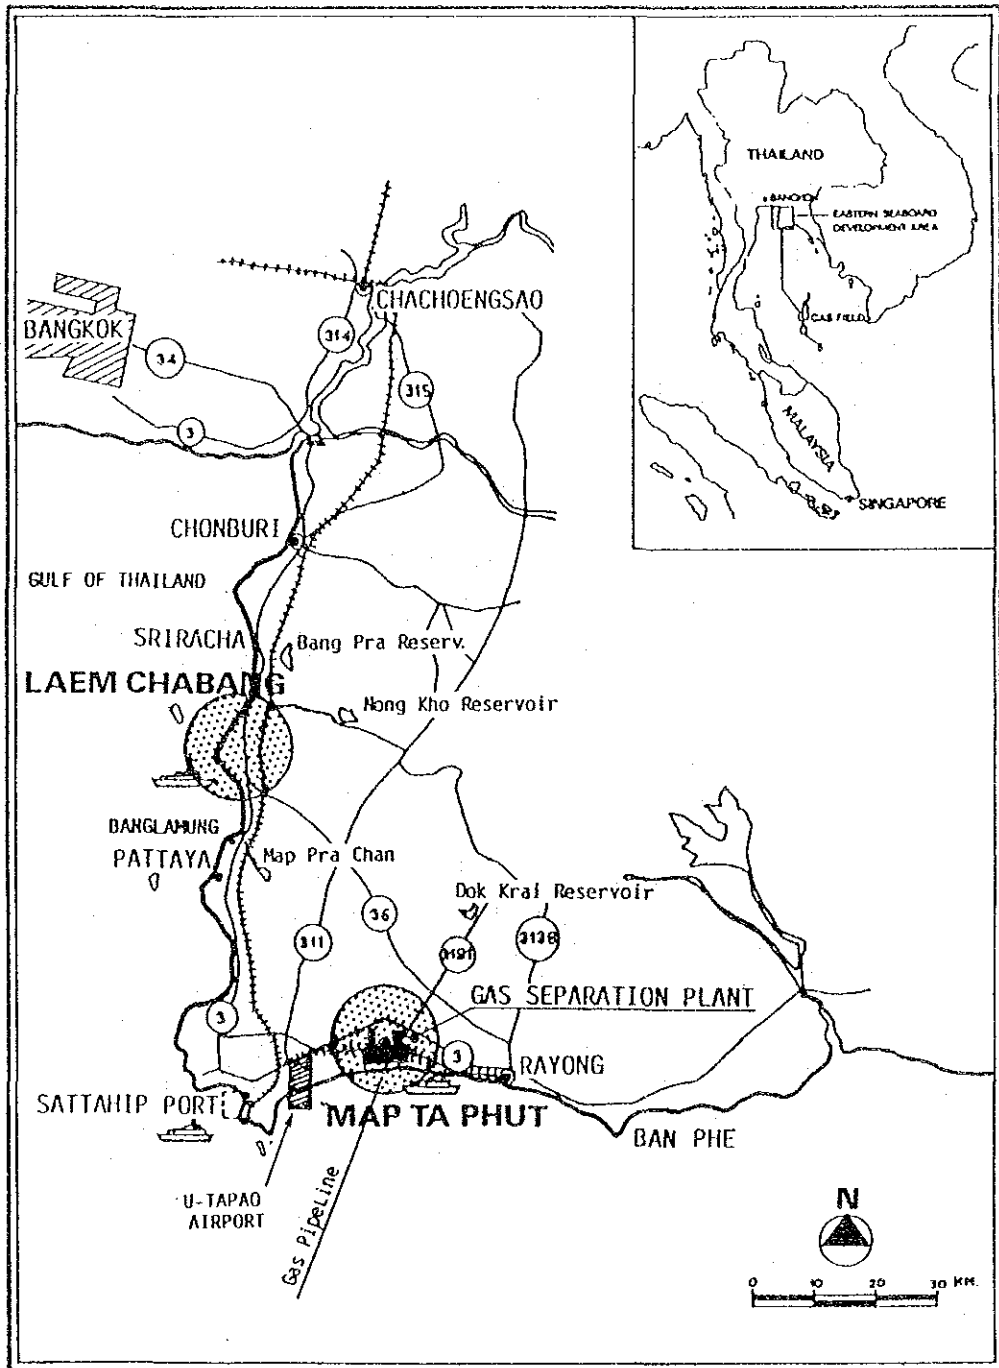 THAILAND
BANGKOK
EASTERN SEABOARD
DEVELOPMENT AREA
GAS FIELD
MALAYSIA
SINGAPORE
CHACHOENGSAO
BANGKOK
314
34
315
3
CHONBURI
GULF OF THAILAND
SRIRACHA
Bang Pra Reserv.
LAEM CHABANG
Nong Kho Reservoir
BANGLAMUNG
PATTAYA
Map Pra Chan
Dok Krai Reservoir
36
311
3191
3138
GAS SEPARATION PLANT
3
3
RAYONG
SATTAHIP PORT
MAP TA PHUT
BAN PHE
U-TAPAO
AIRPORT
Gas Pipeline
N
0 10 20 30 KM.